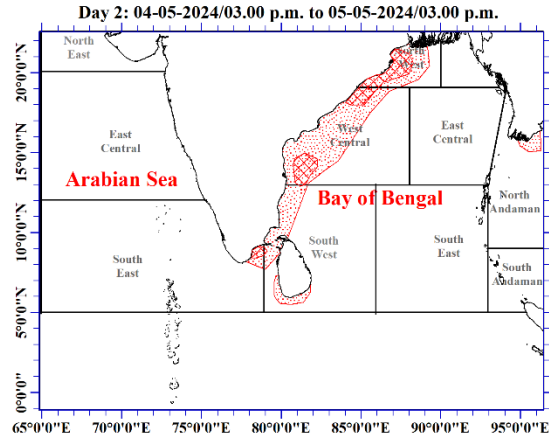 Day 2: 04-05-2024/03.00 p.m. to 05-05-2024/03.00 p.m.
North
East
North
West
20°0'0"N
East
Central
West
Central
East
Central
15°0'0"N
Arabian Sea
Bay of Bengal
North
Andaman
10°0'0"N
South
East
South
West
South
East
South
Andaman
5°0'0"N
0°0'0"
65°0'0"E
70°0'0"E
75°0'0"E
80°0'0"E
85°0'0"E
90°0'0"E
95°0'0"E